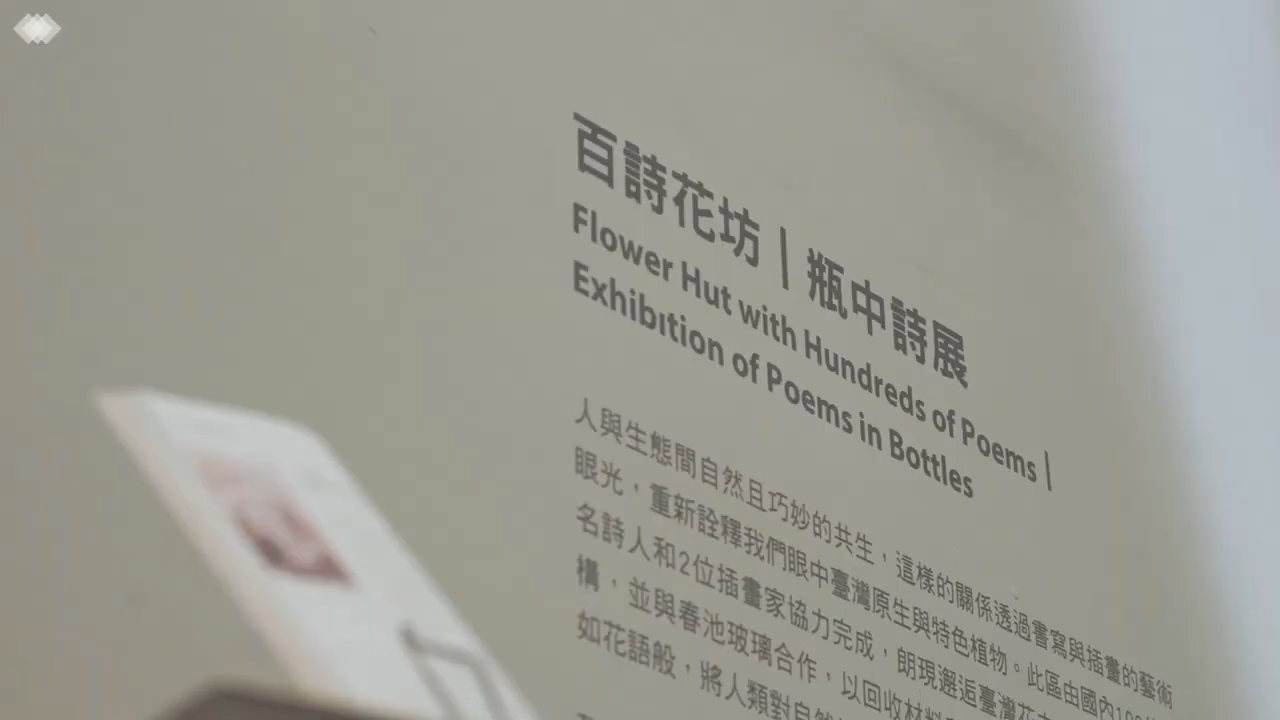 百詩花坊｜瓶中詩展
Flower Hut with Hundreds of Poems |
Exhibition of Poems in Bottles
人與生態間自然且巧妙的共生，這樣的關係透過書寫與插畫的藝術
眼光，重新詮釋我們眼中臺灣原生與特色植物。此區由國內100
名詩人和2位插畫家協力完成，朗現邂逅臺灣花
構，並與春池玻璃合作，以回收材料
如花語般，將人類對自然